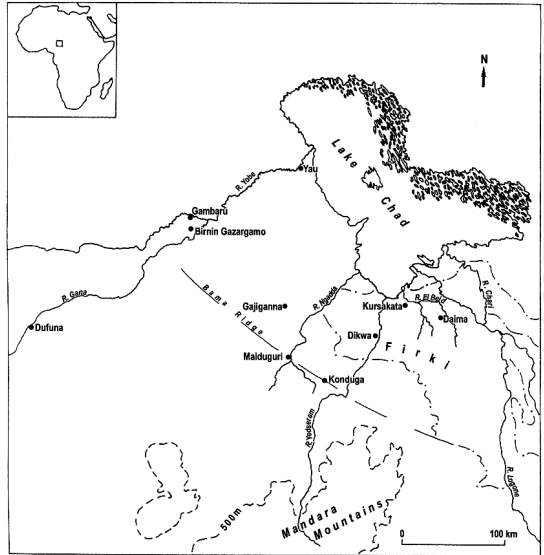 N
Lake Chad
R. Yobe
Yau
Gambaru
Birnin Gazargamo
R. Gana
Bama Ridge
R. Ngadda
R. Chari
Gajiganna
Kursakata
R. El Beid
Daima
Dufuna
Dikwa
Firki
Maiduguri
Konduga
R. Yedseram
R. Logone
500m
Mandara
Mountains
0 100 km